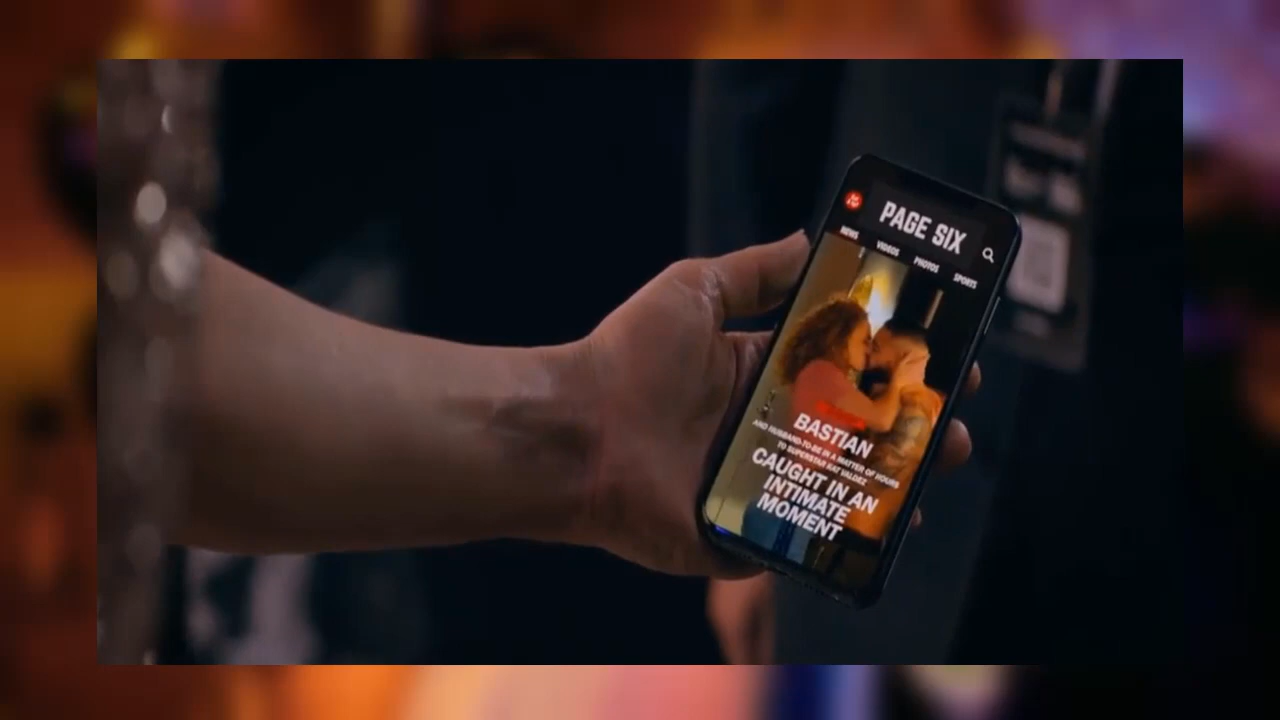 PAGE SIX
NEWS VIDEOS PHOTOS SPORTS
BASTIAN
AND HUSBAND-TO-BE IN A MATTER OF HOURS
TO SUPERSTAR KAT VALDEZ
CAUGHT IN AN
INTIMATE
MOMENT